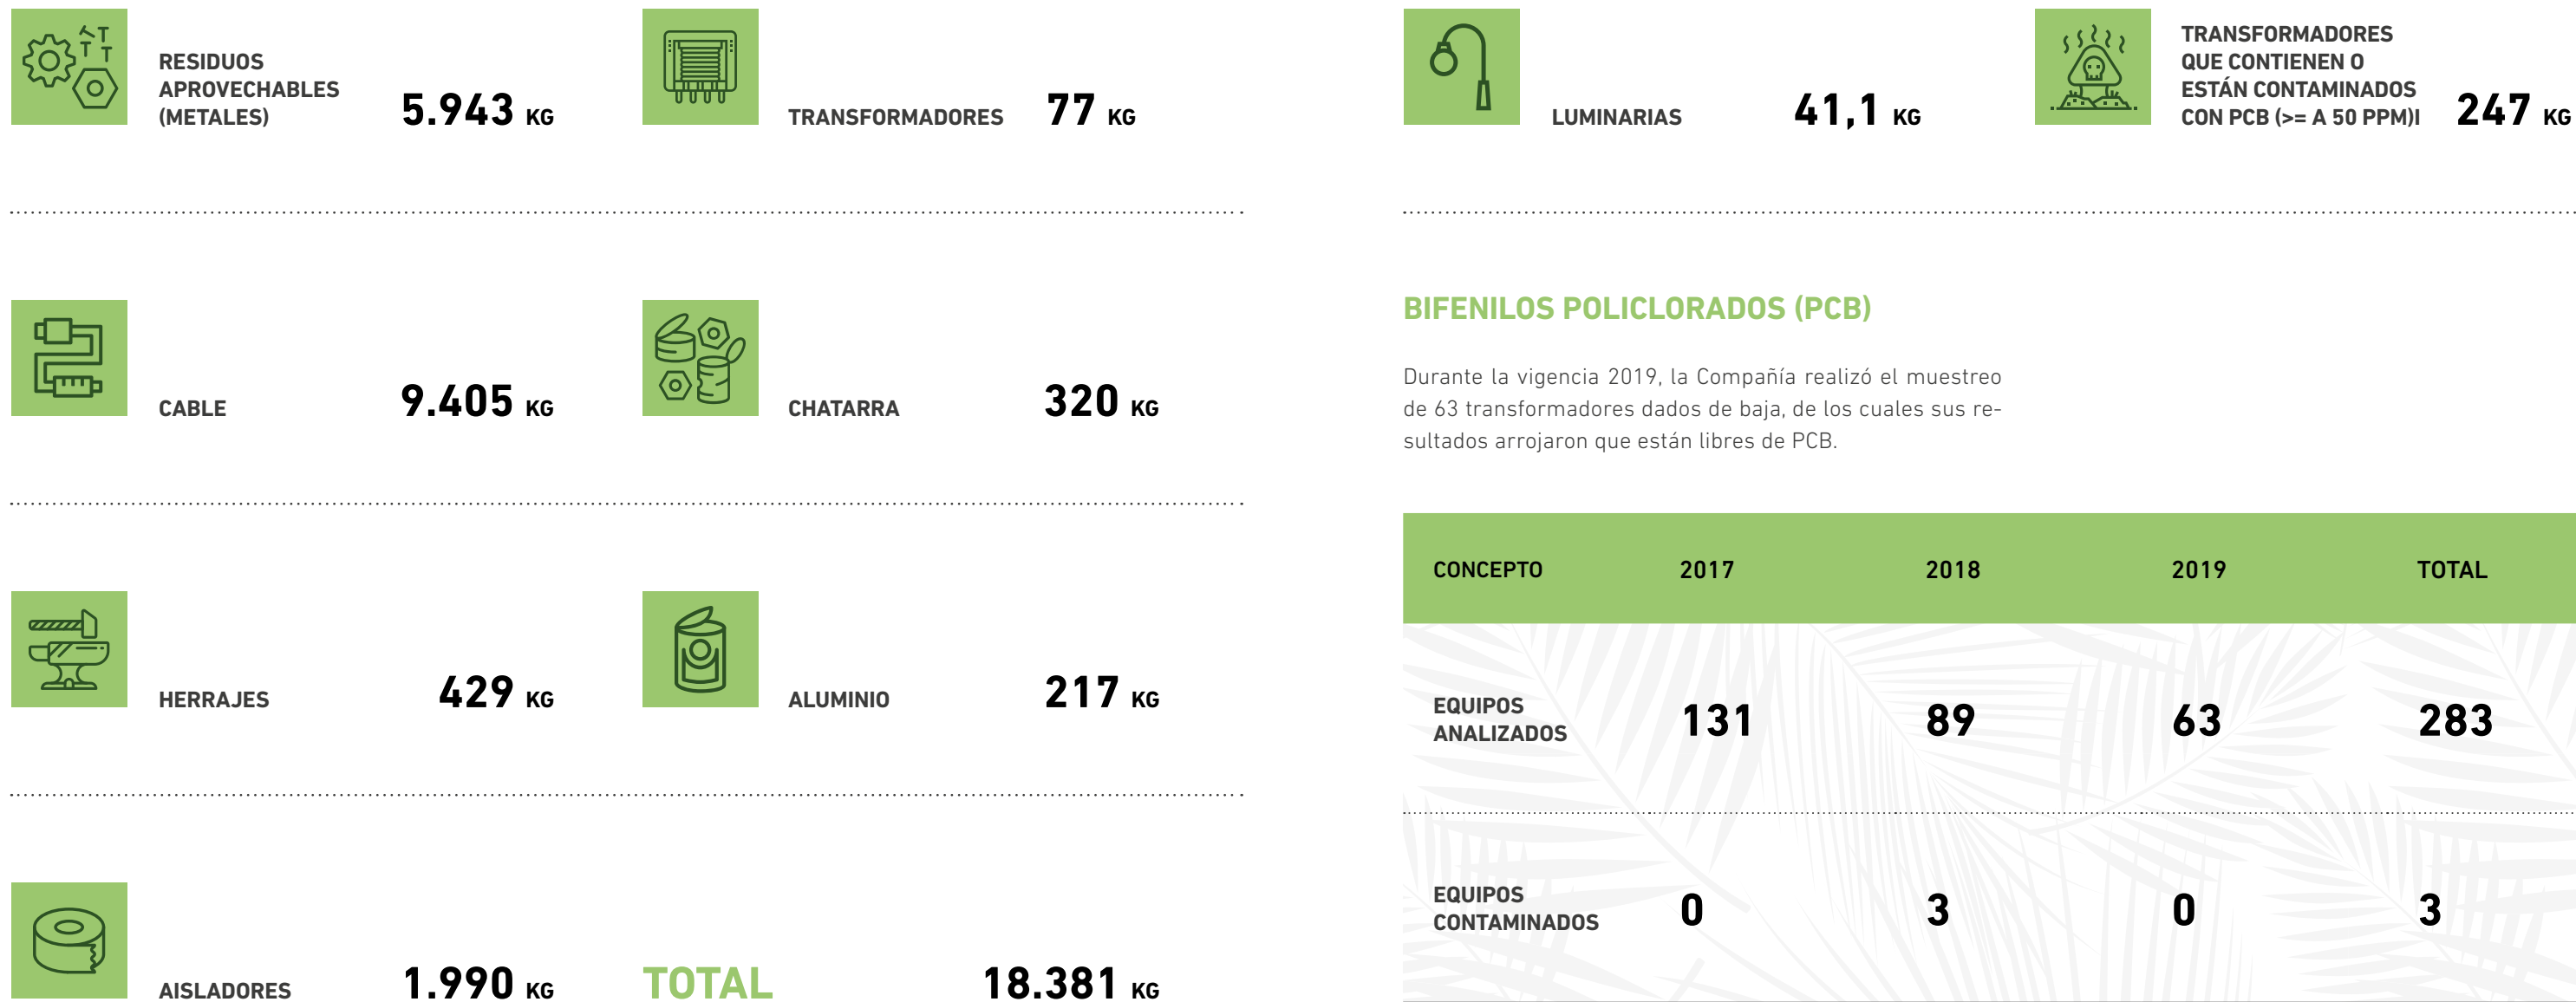 RESIDUOS
APROVECHABLES
(METALES)
5.943 KG
TRANSFORMADORES
77 KG
CABLE
9.405 KG
CHATARRA
320 KG
HERRAJES
429 KG
ALUMINIO
217 KG
AISLADORES
1.990 KG
TOTAL
18.381 KG
LUMINARIAS
41,1 KG
TRANSFORMADORES
QUE CONTIENEN O
ESTÁN CONTAMINADOS
CON PCB (>= A 50 PPM)I
247 KG
BIFENILOS POLICLORADOS (PCB)
Durante la vigencia 2019, la Compañía realizó el muestreo
de 63 transformadores dados de baja, de los cuales sus re-
sultados arrojaron que están libres de PCB.
CONCEPTO 2017 2018 2019 TOTAL
EQUIPOS
ANALIZADOS
131 89 63 283
EQUIPOS
CONTAMINADOS
0 3 0 3